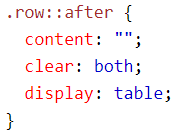 .row::after {
  content: "";
  clear: both;
  display: table;
}